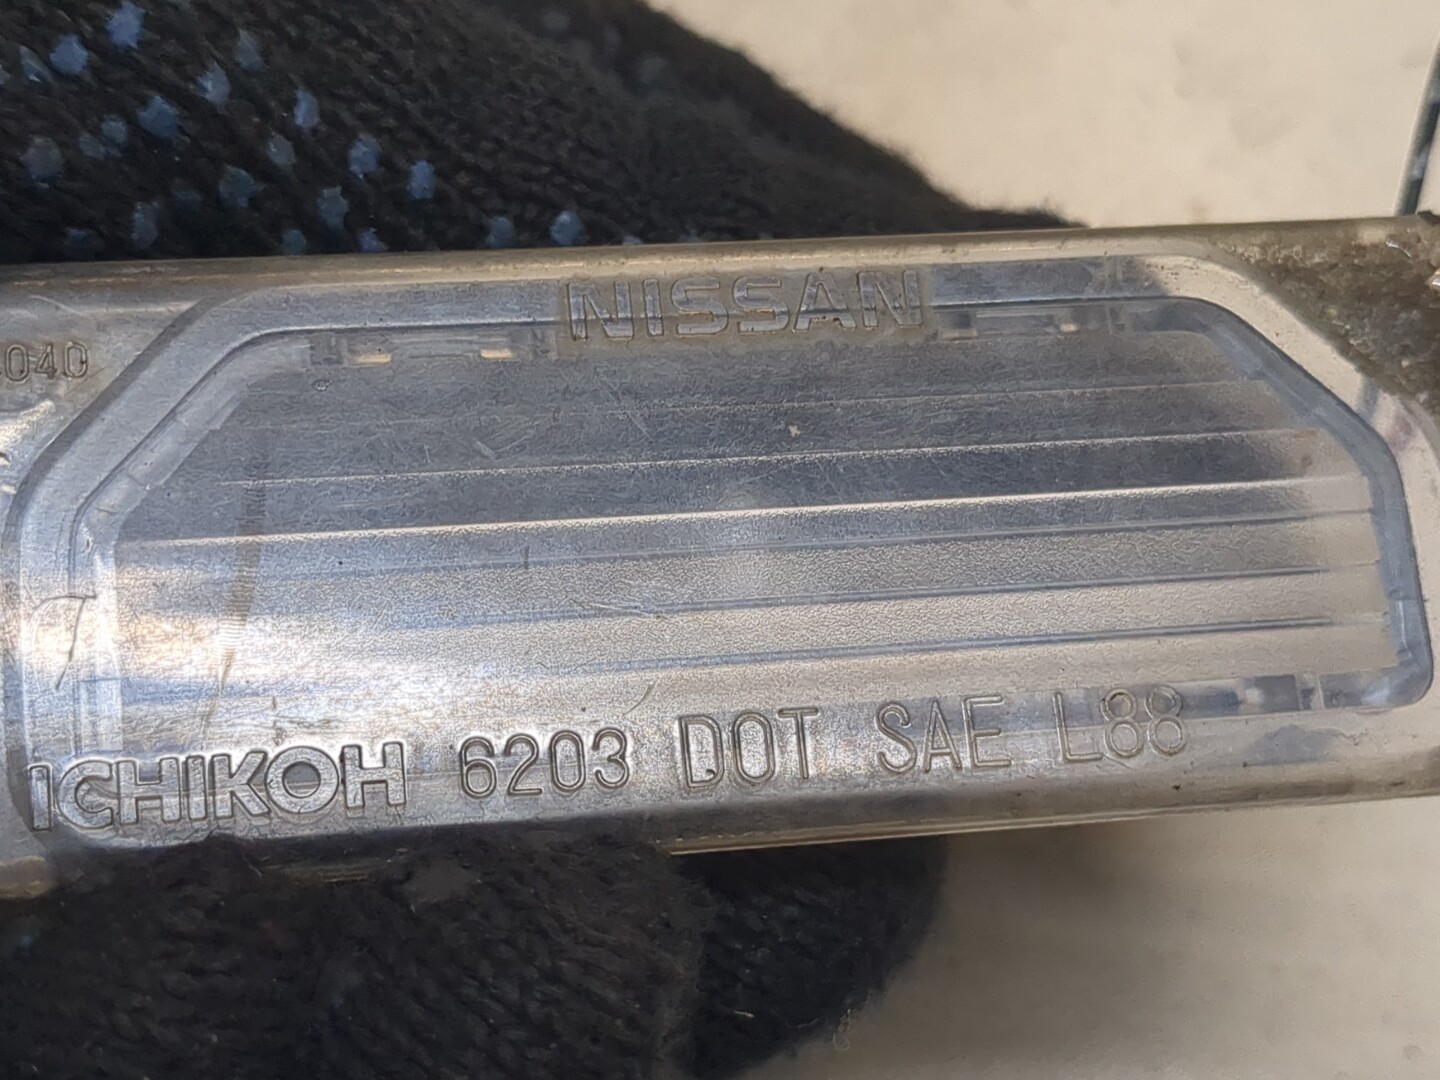 NISSAN
040
ICHIKOH 6203 DOT SAE L88